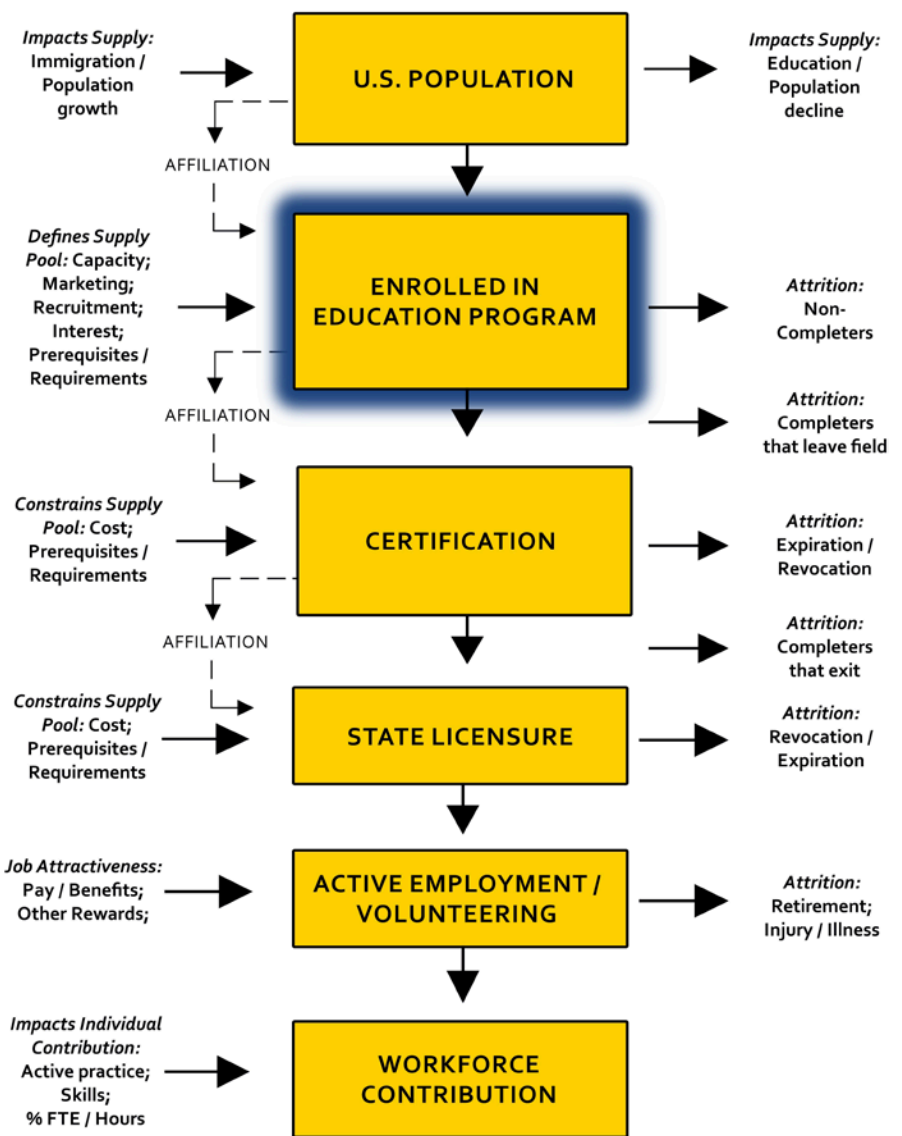 Impacts Supply:
Immigration /
Population
growth
U.S. POPULATION
Impacts Supply:
Education /
Population
decline
AFFILIATION
Defines Supply
Pool: Capacity;
Marketing;
Recruitment;
Interest;
Prerequisites /
Requirements
ENROLLED IN
EDUCATION PROGRAM
Attrition:
Non-
Completers
AFFILIATION
Attrition:
Completers
that leave field
Constrains Supply
Pool: Cost;
Prerequisites /
Requirements
CERTIFICATION
Attrition:
Expiration /
Revocation
AFFILIATION
Attrition:
Completers
that exit
Constrains Supply
Pool: Cost;
Prerequisites /
Requirements
STATE LICENSURE
Attrition:
Revocation /
Expiration
Job Attractiveness:
Pay / Benefits;
Other Rewards;
ACTIVE EMPLOYMENT /
VOLUNTEERING
Attrition:
Retirement;
Injury / Illness
Impacts Individual
Contribution:
Active practice;
Skills;
% FTE / Hours
WORKFORCE
CONTRIBUTION